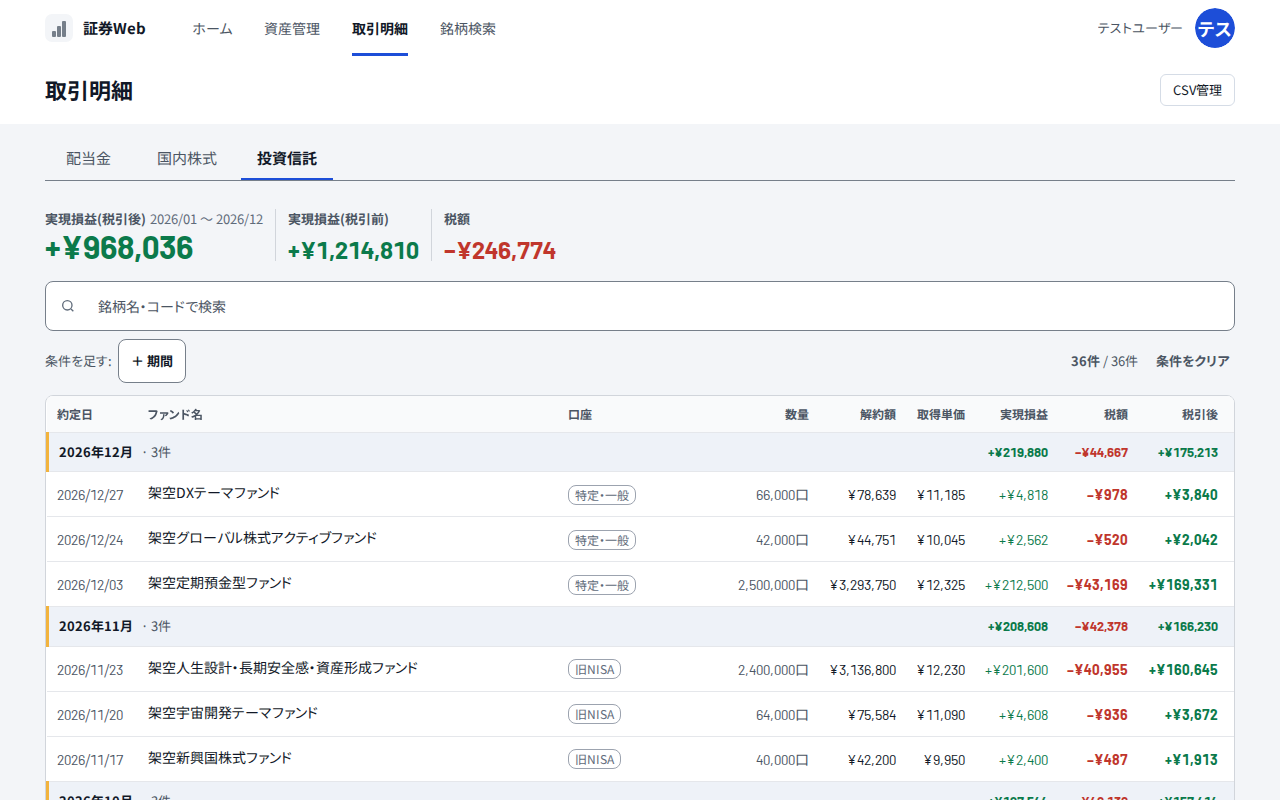 証券Web ホーム 資産管理 取引明細 銘柄検索 テストユーザー テス
取引明細 CSV管理
配当金 国内株式 投資信託
実現損益(税引後) 2026/01 〜 2026/12 実現損益(税引前) 税額
+¥968,036 +¥1,214,810 −¥246,774
銘柄名・コードで検索
条件を足す: + 期間 36件 / 36件 条件をクリア
約定日 ファンド名 口座 数量 解約額 取得単価 実現損益 税額 税引後
2026年12月 · 3件 +¥219,880 −¥44,667 +¥175,213
2026/12/27 架空DXテーマファンド 特定・一般 66,000口 ¥78,639 ¥11,185 +¥4,818 −¥978 +¥3,840
2026/12/24 架空グローバル株式アクティブファンド 特定・一般 42,000口 ¥44,751 ¥10,045 +¥2,562 −¥520 +¥2,042
2026/12/03 架空定期預金型ファンド 特定・一般 2,500,000口 ¥3,293,750 ¥12,325 +¥212,500 −¥43,169 +¥169,331
2026年11月 · 3件 +¥208,608 −¥42,378 +¥166,230
2026/11/23 架空人生設計・長期安全感・資産形成ファンド 旧NISA 2,400,000口 ¥3,136,800 ¥12,230 +¥201,600 −¥40,955 +¥160,645
2026/11/20 架空宇宙開発テーマファンド 旧NISA 64,000口 ¥75,584 ¥11,090 +¥4,608 −¥936 +¥3,672
2026/11/17 架空新興国株式ファンド 旧NISA 40,000口 ¥42,200 ¥9,950 +¥2,400 −¥487 +¥1,913
2026年10月 · 3件